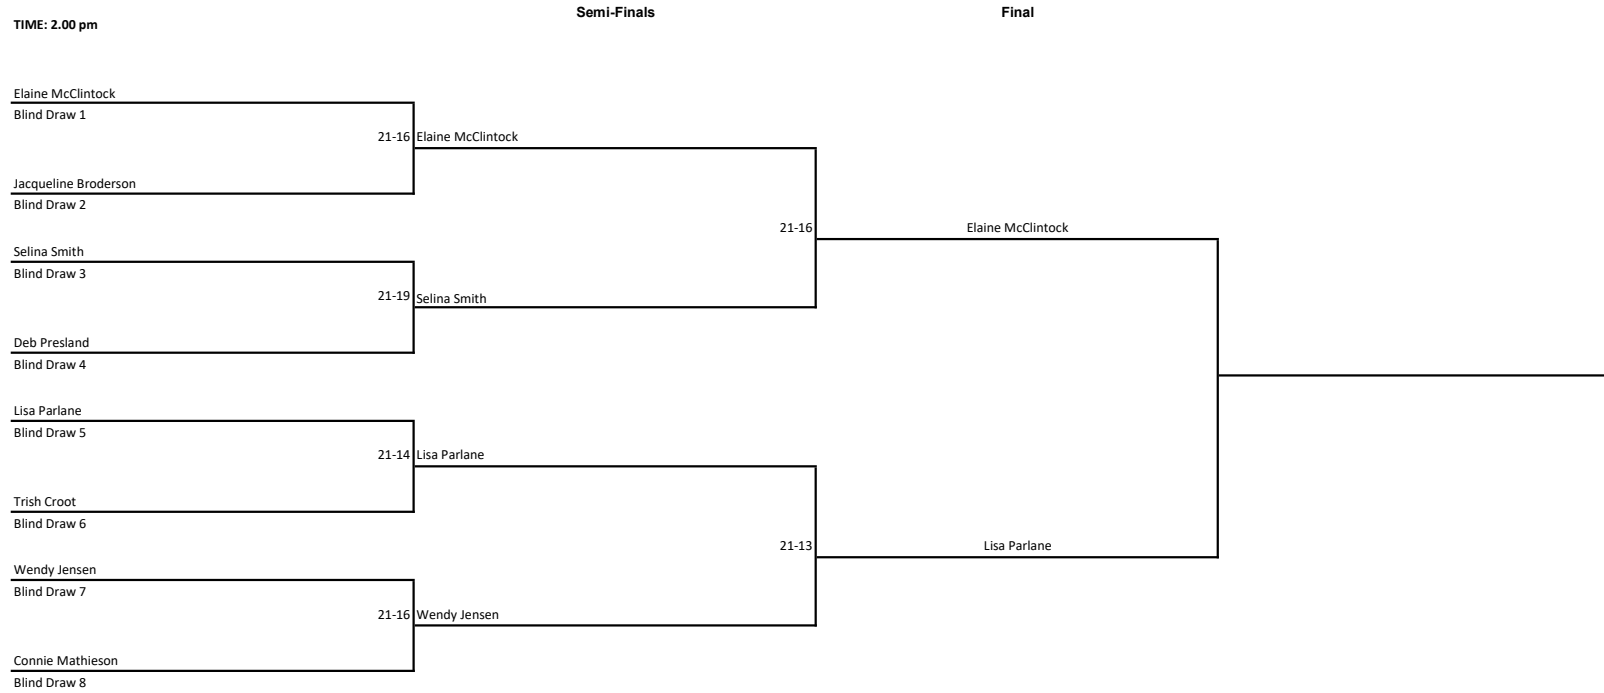 Semi-Finals
Final
TIME: 2.00 pm
Elaine McClintock
Blind Draw 1
21-16 Elaine McClintock
Jacqueline Broderson
Blind Draw 2
21-16
Elaine McClintock
Selina Smith
Blind Draw 3
21-19 Selina Smith
Deb Presland
Blind Draw 4
Lisa Parlane
Blind Draw 5
21-14 Lisa Parlane
Trish Croot
Blind Draw 6
21-13
Lisa Parlane
Wendy Jensen
Blind Draw 7
21-16 Wendy Jensen
Connie Mathieson
Blind Draw 8